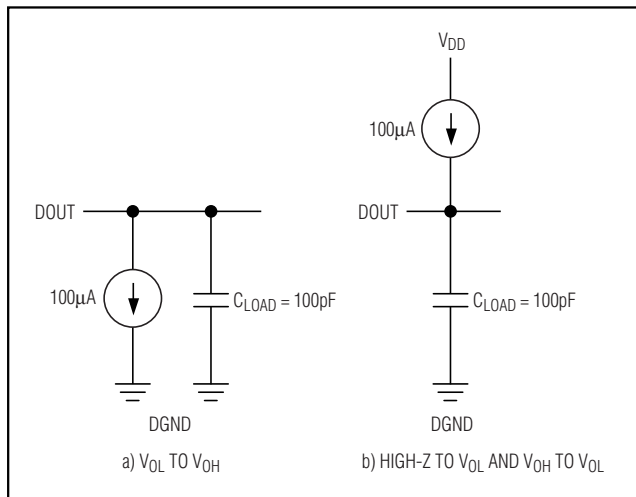 V_DD
100μA
DOUT
DOUT
100μA
C_LOAD = 100pF
C_LOAD = 100pF
DGND
DGND
a) V_OL TO V_OH
b) HIGH-Z TO V_OL AND V_OH TO V_OL